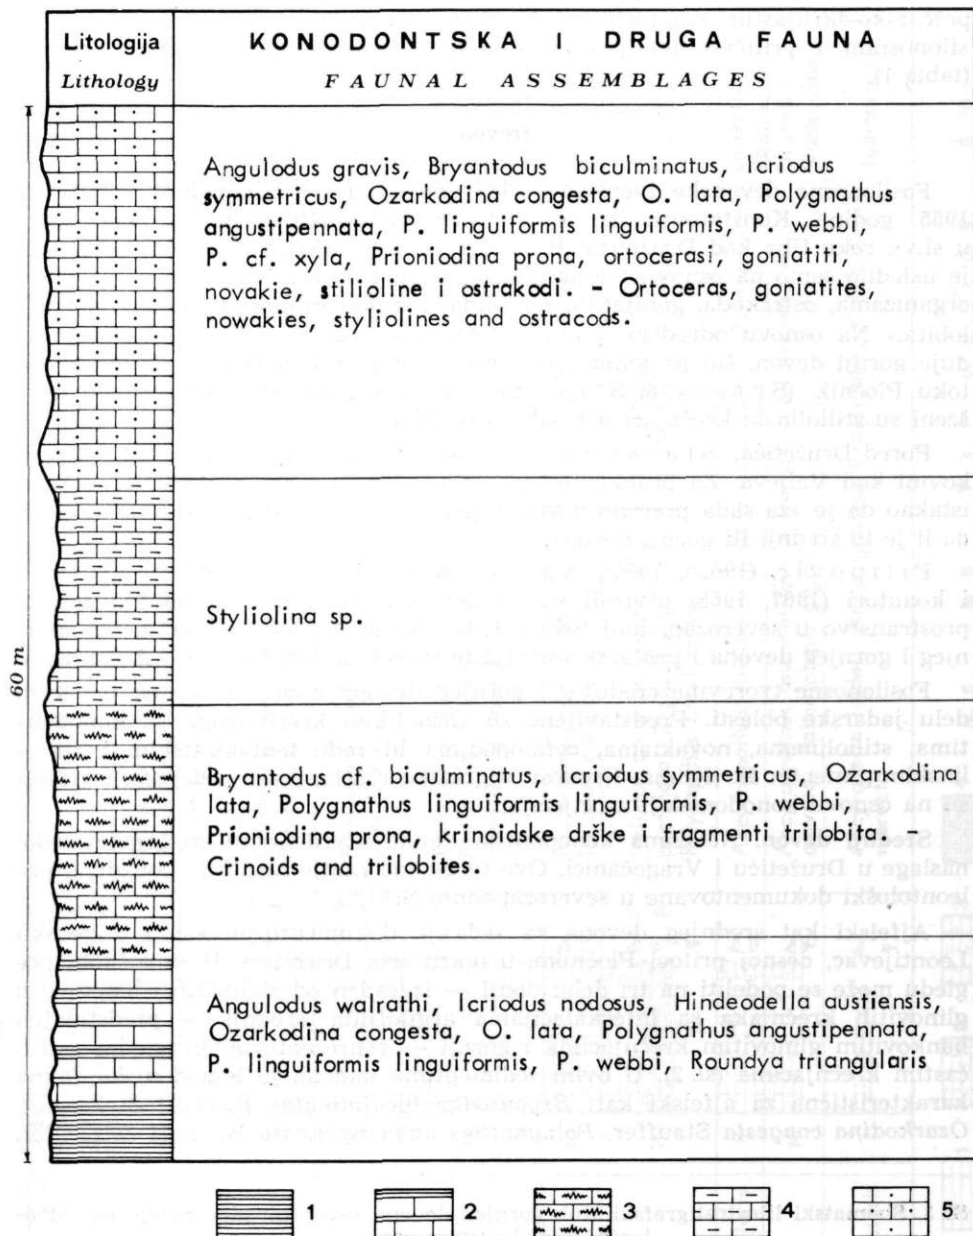 Litologija
Lithology
KONODONTSKA I DRUGA FAUNA
FAUNAL ASSEMBLAGES
60 m
Angulodus gravis, Bryantodus biculminatus, Icriodus
symmetricus, Ozarkodina congesta, O. lata, Polygnathus
angustipennata, P. linguiformis linguiformis, P. webbi,
P. cf. xyla, Prioniodina prona, ortocerasi, goniatiti,
novakie, stilioline i ostrakodi. - Ortoceras, goniatites,
nowakies, styliolines and ostracods.
Styliolina sp.
Bryantodus cf. biculminatus, Icriodus symmetricus, Ozarkodina
lata, Polygnathus linguiformis linguiformis, P. webbi,
Prioniodina prona, krinoidske drške i fragmenti trilobita. -
Crinoids and trilobites.
Angulodus walrathi, Icriodus nodosus, Hindeodella austinensis,
Ozarkodina congesta, O. lata, Polygnathus angustipennata,
P. linguiformis linguiformis, P. webbi, Roundya triangularis
1 2 3 4 5